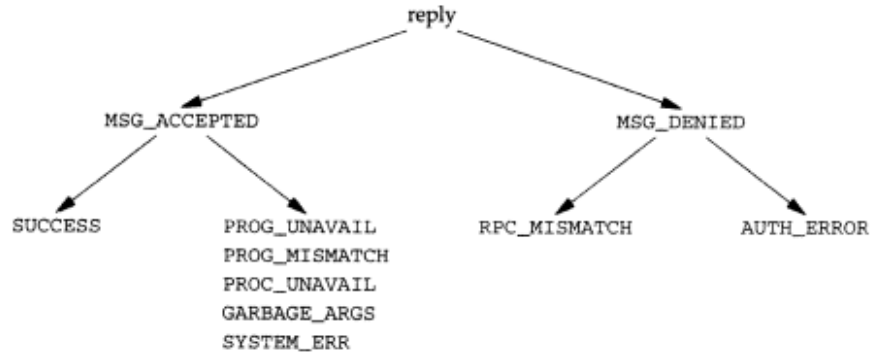 reply
MSG_ACCEPTED MSG_DENIED
SUCCESS PROG_UNAVAIL RPC_MISMATCH AUTH_ERROR
PROG_MISMATCH
PROC_UNAVAIL
GARBAGE_ARGS
SYSTEM_ERR